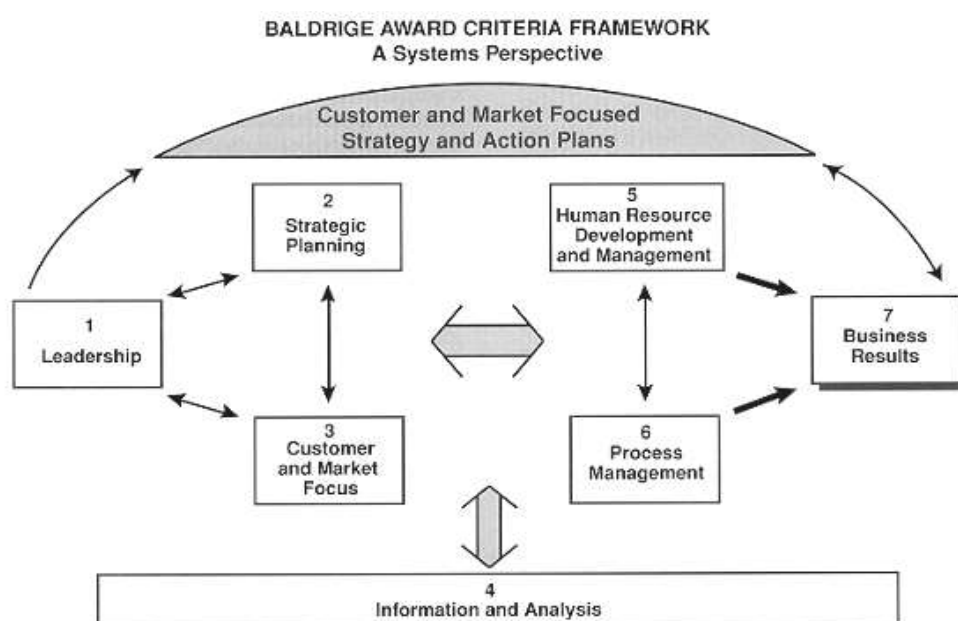 BALDRIGE AWARD CRITERIA FRAMEWORK
A Systems Perspective
Customer and Market Focused
Strategy and Action Plans
2
Strategic
Planning
5
Human Resource
Development
and Management
1
Leadership
7
Business
Results
3
Customer
and Market
Focus
6
Process
Management
4
Information and Analysis